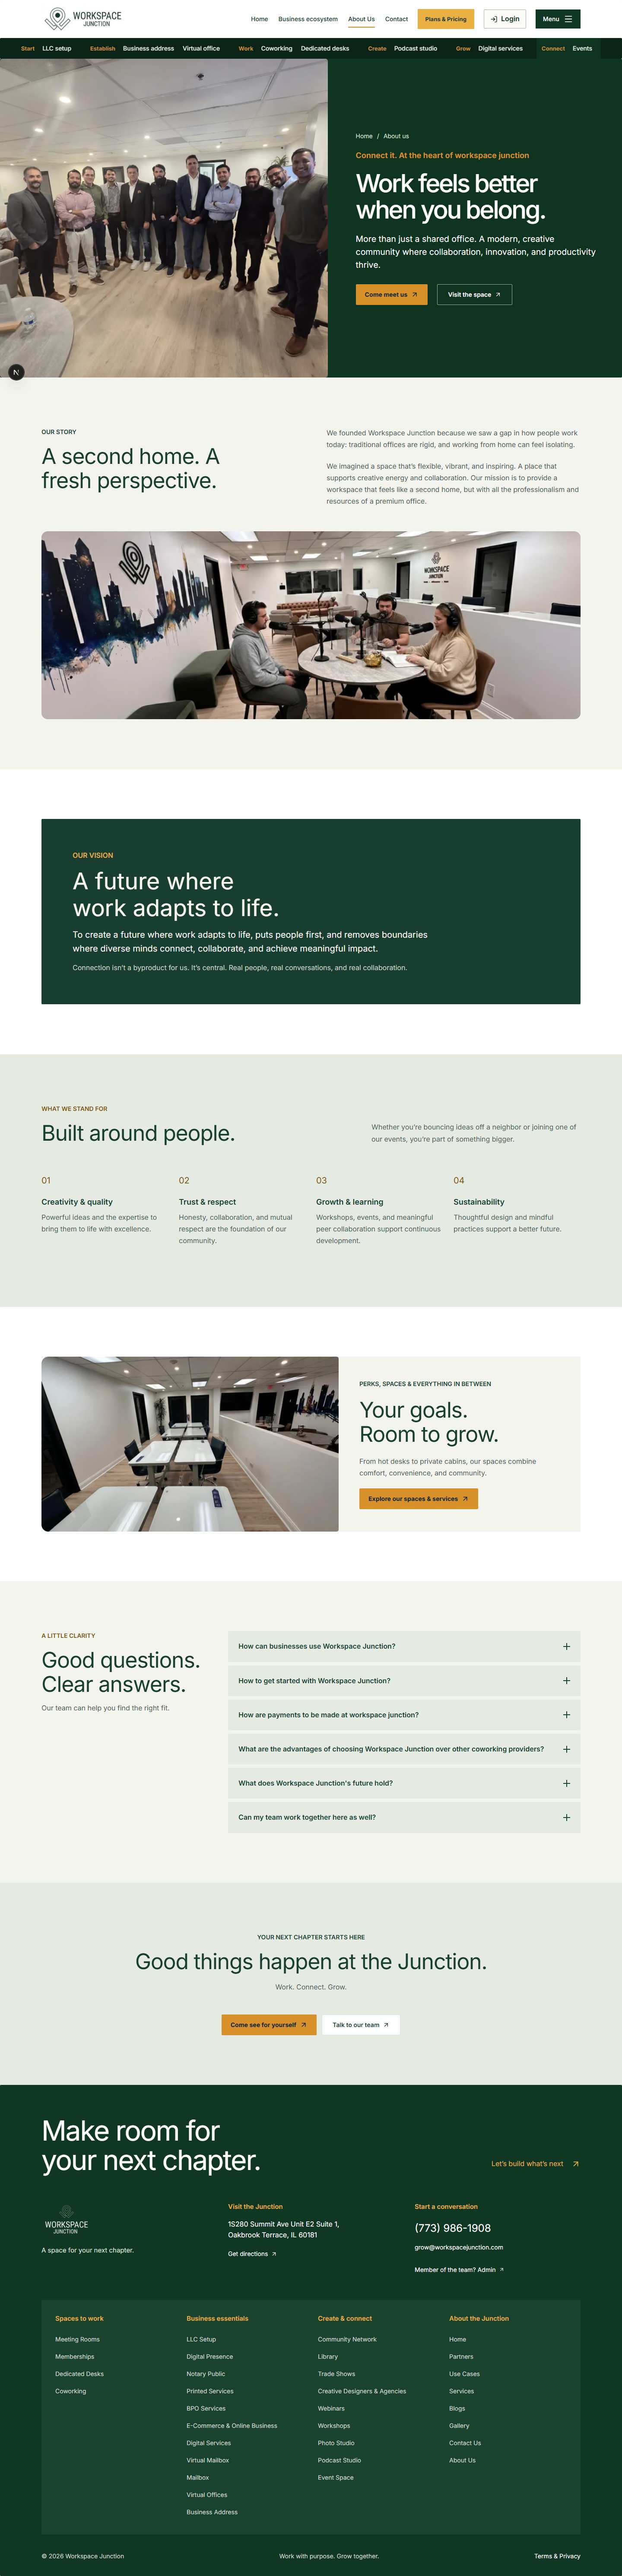 WORKSPACE
JUNCTION
Home Business ecosystem About Us Contact Plans & Pricing Login Menu
Start LLC setup Establish Business address Virtual office Work Coworking Dedicated desks Create Podcast studio Grow Digital services Connect Events
Home / About us
Connect it. At the heart of workspace junction
Work feels better
when you belong.
More than just a shared office. A modern, creative
community where collaboration, innovation, and productivity
thrive.
Come meet us
Visit the space
N
OUR STORY
A second home. A
fresh perspective.
We founded Workspace Junction because we saw a gap in how people work
today: traditional offices are rigid, and working from home can feel isolating.
We imagined a space that's flexible, vibrant, and inspiring. A place that
supports creative energy and collaboration. Our mission is to provide a
workspace that feels like a second home, but with all the professionalism and
resources of a premium office.
WORKSPACE
JUNCTION
OUR VISION
A future where
work adapts to life.
To create a future where work adapts to life, puts people first, and removes boundaries
where diverse minds connect, collaborate, and achieve meaningful impact.
Connection isn't a byproduct for us. It's central. Real people, real conversations, and real collaboration.
WHAT WE STAND FOR
Built around people.
Whether you're bouncing ideas off a neighbor or joining one of
our events, you're part of something bigger.
01
Creativity & quality
Powerful ideas and the expertise to
bring them to life with excellence.
02
Trust & respect
Honesty, collaboration, and mutual
respect are the foundation of our
community.
03
Growth & learning
Workshops, events, and meaningful
peer collaboration support continuous
development.
04
Sustainability
Thoughtful design and mindful
practices support a better future.
PERKS, SPACES & EVERYTHING IN BETWEEN
Your goals.
Room to grow.
From hot desks to private cabins, our spaces combine
comfort, convenience, and community.
Explore our spaces & services
A LITTLE CLARITY
Good questions.
Clear answers.
Our team can help you find the right fit.
How can businesses use Workspace Junction?
How to get started with Workspace Junction?
How are payments to be made at workspace junction?
What are the advantages of choosing Workspace Junction over other coworking providers?
What does Workspace Junction's future hold?
Can my team work together here as well?
YOUR NEXT CHAPTER STARTS HERE
Good things happen at the Junction.
Work. Connect. Grow.
Come see for yourself
Talk to our team
Make room for
your next chapter.
Let's build what's next
WORKSPACE
JUNCTION
A space for your next chapter.
Visit the Junction
1S280 Summit Ave Unit E2 Suite 1,
Oakbrook Terrace, IL 60181
Get directions
Start a conversation
(773) 986-1908
grow@workspacejunction.com
Member of the team? Admin
Spaces to work
Meeting Rooms
Memberships
Dedicated Desks
Coworking
Business essentials
LLC Setup
Digital Presence
Notary Public
Printed Services
BPO Services
E-Commerce & Online Business
Digital Services
Virtual Mailbox
Mailbox
Virtual Offices
Business Address
Create & connect
Community Network
Library
Trade Shows
Creative Designers & Agencies
Webinars
Workshops
Photo Studio
Podcast Studio
Event Space
About the Junction
Home
Partners
Use Cases
Services
Blogs
Gallery
Contact Us
About Us
© 2026 Workspace Junction
Work with purpose. Grow together.
Terms & Privacy